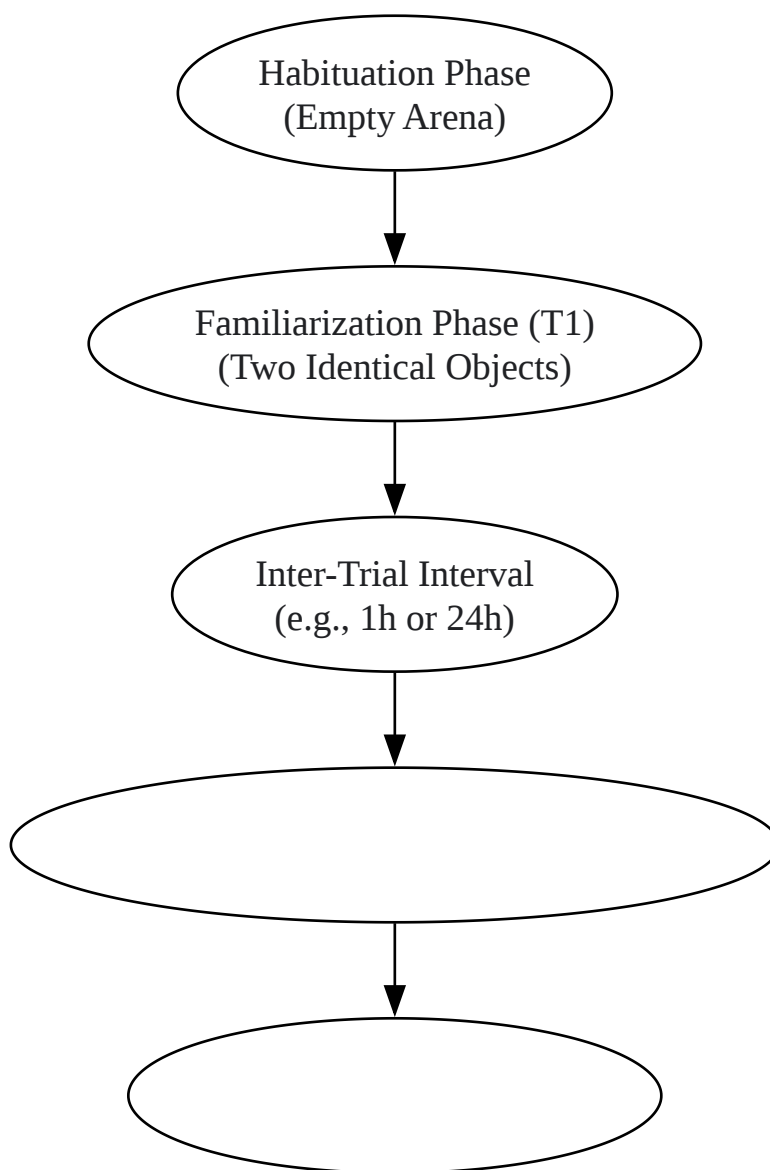 Habituation Phase
(Empty Arena)
Familiarization Phase (T1)
(Two Identical Objects)
Inter-Trial Interval
(e.g., 1h or 24h)